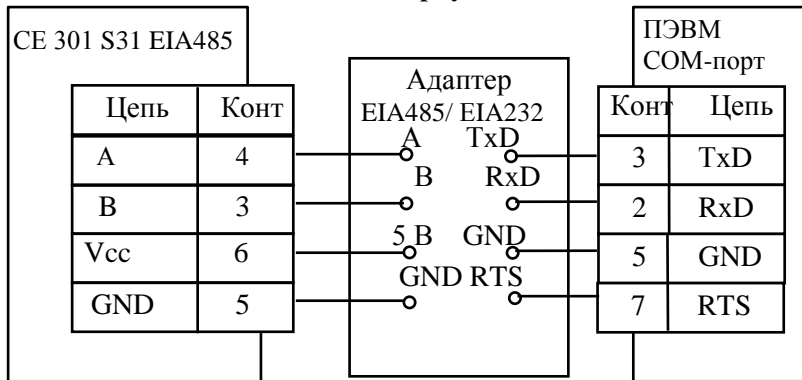 CE 301 S31 EIA485
ПЭВМ
COM-порт
Адаптер
EIA485/ EIA232
Цепь Конт
A 4
B 3
Vcc 6
GND 5
A TxD
B RxD
5 В GND
GND RTS
Конт Цепь
3 TxD
2 RxD
5 GND
7 RTS